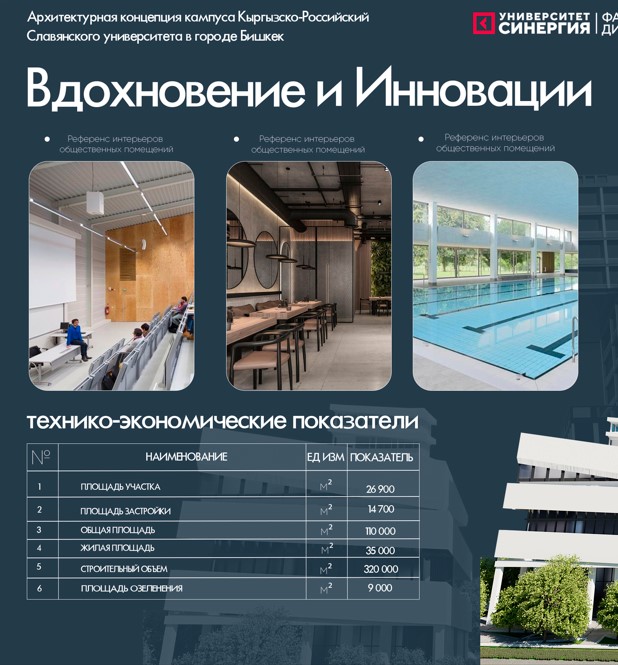 Архитектурная концепция кампуса Кыргызско-Российский
Славянского университета в городе Бишкек
УНИВЕРСИТЕТ
СИНЕРГИЯ
Вдохновение и Инновации
Референс интерьеров
общественных помещений
Референс интерьеров
общественных помещений
Референс интерьеров
общественных помещений
технико-экономические показатели
№ НАИМЕНОВАНИЕ ЕД ИЗМ ПОКАЗАТЕЛЬ
1 ПЛОЩАДЬ УЧАСТКА м² 26 900
2 ПЛОЩАДЬ ЗАСТРОЙКИ м² 14 700
3 ОБЩАЯ ПЛОЩАДЬ м² 110 000
4 ЖИЛАЯ ПЛОЩАДЬ м² 35 000
5 СТРОИТЕЛЬНЫЙ ОБЪЕМ м² 320 000
6 ПЛОЩАДЬ ОЗЕЛЕНЕНИЯ м² 9 000